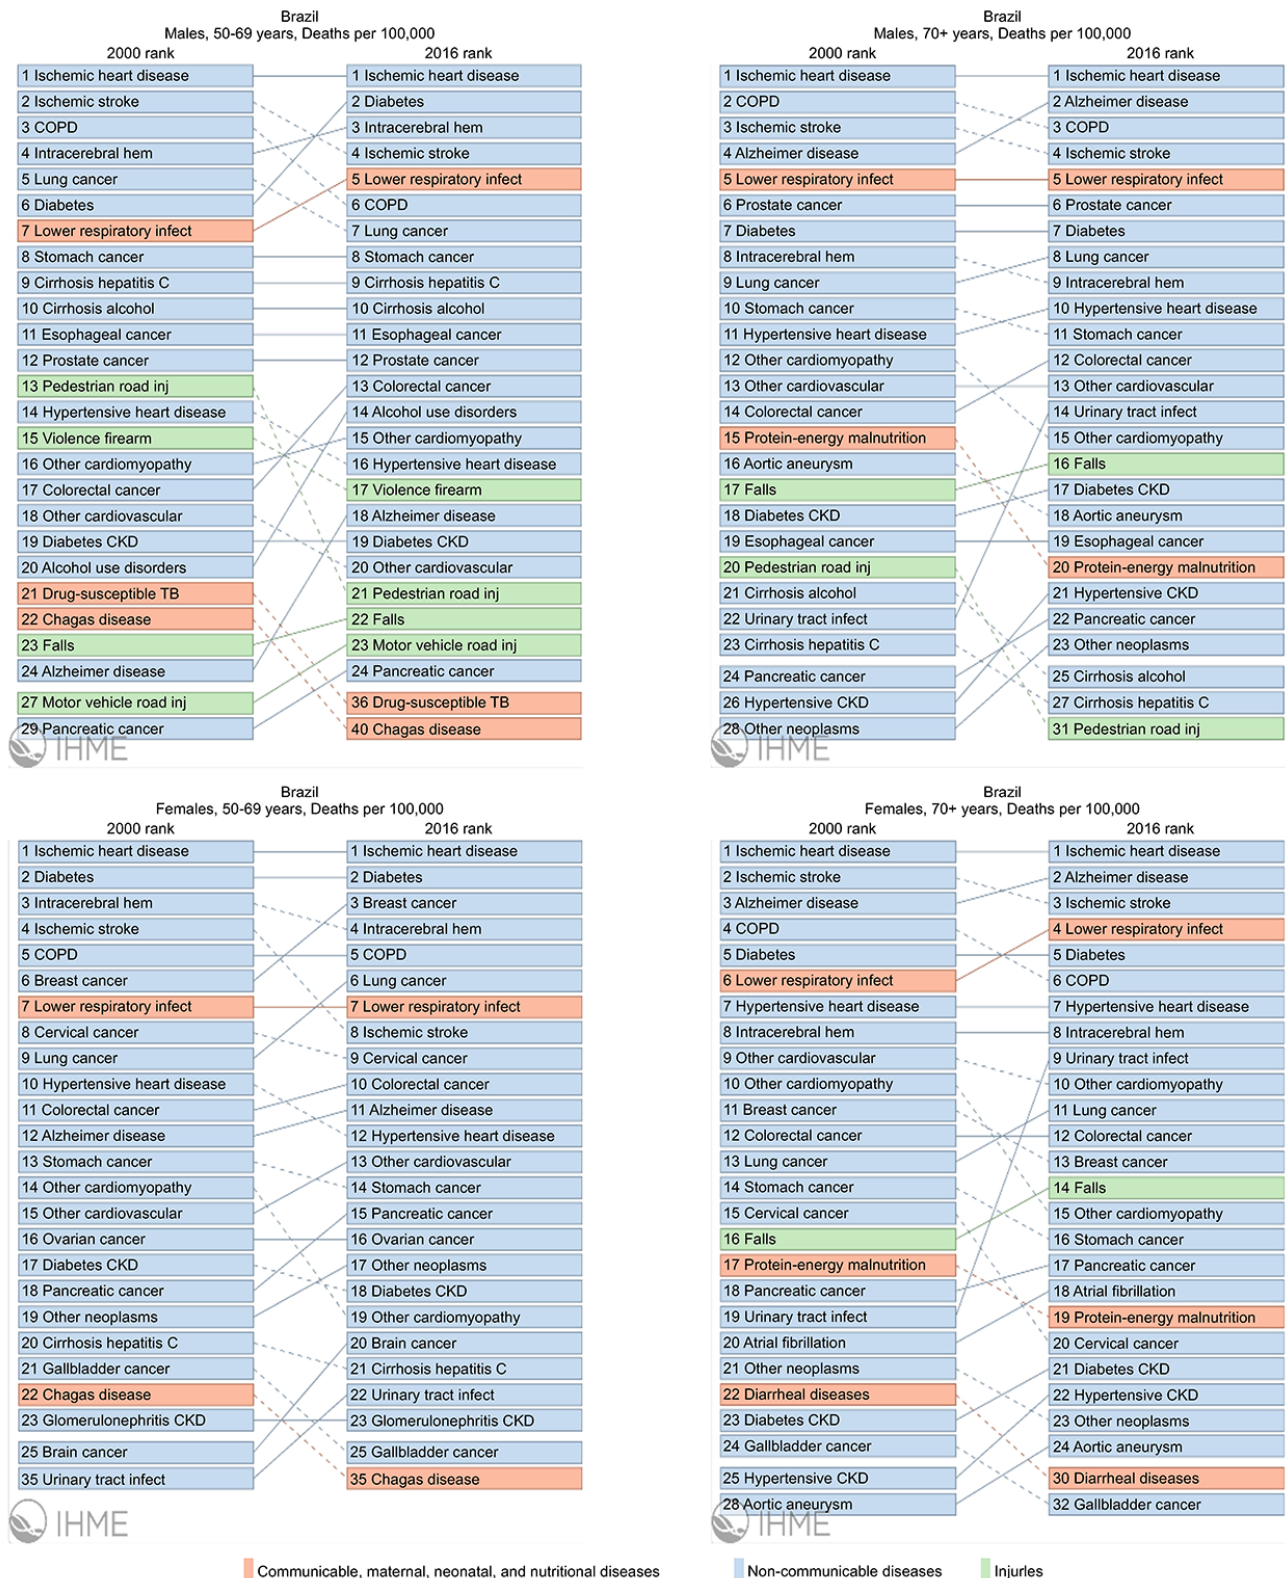 Brazil
Males, 50-69 years, Deaths per 100,000
2000 rank 2016 rank
1 Ischemic heart disease 1 Ischemic heart disease
2 Ischemic stroke 2 Diabetes
3 COPD 3 Intracerebral hem
4 Intracerebral hem 4 Ischemic stroke
5 Lung cancer 5 Lower respiratory infect
6 Diabetes 6 COPD
7 Lower respiratory infect 7 Lung cancer
8 Stomach cancer 8 Stomach cancer
9 Cirrhosis hepatitis C 9 Cirrhosis hepatitis C
10 Cirrhosis alcohol 10 Cirrhosis alcohol
11 Esophageal cancer 11 Esophageal cancer
12 Prostate cancer 12 Prostate cancer
13 Pedestrian road inj 13 Colorectal cancer
14 Hypertensive heart disease 14 Alcohol use disorders
15 Violence firearm 15 Other cardiomyopathy
16 Other cardiomyopathy 16 Hypertensive heart disease
17 Colorectal cancer 17 Violence firearm
18 Other cardiovascular 18 Alzheimer disease
19 Diabetes CKD 19 Diabetes CKD
20 Alcohol use disorders 20 Other cardiovascular
21 Drug-susceptible TB 21 Pedestrian road inj
22 Chagas disease 22 Falls
23 Falls 23 Motor vehicle road inj
24 Alzheimer disease 24 Pancreatic cancer
27 Motor vehicle road inj 36 Drug-susceptible TB
29 Pancreatic cancer 40 Chagas disease
IHME
Brazil
Males, 70+ years, Deaths per 100,000
2000 rank 2016 rank
1 Ischemic heart disease 1 Ischemic heart disease
2 COPD 2 Alzheimer disease
3 Ischemic stroke 3 COPD
4 Alzheimer disease 4 Ischemic stroke
5 Lower respiratory infect 5 Lower respiratory infect
6 Prostate cancer 6 Prostate cancer
7 Diabetes 7 Diabetes
8 Intracerebral hem 8 Lung cancer
9 Lung cancer 9 Intracerebral hem
10 Stomach cancer 10 Hypertensive heart disease
11 Hypertensive heart disease 11 Stomach cancer
12 Other cardiomyopathy 12 Colorectal cancer
13 Other cardiovascular 13 Other cardiovascular
14 Colorectal cancer 14 Urinary tract infect
15 Protein-energy malnutrition 15 Other cardiomyopathy
16 Aortic aneurysm 16 Falls
17 Falls 17 Diabetes CKD
18 Diabetes CKD 18 Aortic aneurysm
19 Esophageal cancer 19 Esophageal cancer
20 Pedestrian road inj 20 Protein-energy malnutrition
21 Cirrhosis alcohol 21 Hypertensive CKD
22 Urinary tract infect 22 Pancreatic cancer
23 Cirrhosis hepatitis C 23 Other neoplasms
24 Pancreatic cancer 25 Cirrhosis alcohol
26 Hypertensive CKD 27 Cirrhosis hepatitis C
28 Other neoplasms 31 Pedestrian road inj
IHME
Brazil
Females, 50-69 years, Deaths per 100,000
2000 rank 2016 rank
1 Ischemic heart disease 1 Ischemic heart disease
2 Diabetes 2 Diabetes
3 Intracerebral hem 3 Breast cancer
4 Ischemic stroke 4 Intracerebral hem
5 COPD 5 COPD
6 Breast cancer 6 Lung cancer
7 Lower respiratory infect 7 Lower respiratory infect
8 Cervical cancer 8 Ischemic stroke
9 Lung cancer 9 Cervical cancer
10 Hypertensive heart disease 10 Colorectal cancer
11 Colorectal cancer 11 Alzheimer disease
12 Alzheimer disease 12 Hypertensive heart disease
13 Stomach cancer 13 Other cardiovascular
14 Other cardiomyopathy 14 Stomach cancer
15 Other cardiovascular 15 Pancreatic cancer
16 Ovarian cancer 16 Ovarian cancer
17 Diabetes CKD 17 Other neoplasms
18 Pancreatic cancer 18 Diabetes CKD
19 Other neoplasms 19 Other cardiomyopathy
20 Cirrhosis hepatitis C 20 Brain cancer
21 Gallbladder cancer 21 Cirrhosis hepatitis C
22 Chagas disease 22 Urinary tract infect
23 Glomerulonephritis CKD 23 Glomerulonephritis CKD
25 Brain cancer 25 Gallbladder cancer
35 Urinary tract infect 35 Chagas disease
IHME
Brazil
Females, 70+ years, Deaths per 100,000
2000 rank 2016 rank
1 Ischemic heart disease 1 Ischemic heart disease
2 Ischemic stroke 2 Alzheimer disease
3 Alzheimer disease 3 Ischemic stroke
4 COPD 4 Lower respiratory infect
5 Diabetes 5 Diabetes
6 Lower respiratory infect 6 COPD
7 Hypertensive heart disease 7 Hypertensive heart disease
8 Intracerebral hem 8 Intracerebral hem
9 Other cardiovascular 9 Urinary tract infect
10 Other cardiomyopathy 10 Other cardiomyopathy
11 Breast cancer 11 Lung cancer
12 Colorectal cancer 12 Colorectal cancer
13 Lung cancer 13 Breast cancer
14 Stomach cancer 14 Falls
15 Cervical cancer 15 Other cardiomyopathy
16 Falls 16 Stomach cancer
17 Protein-energy malnutrition 17 Pancreatic cancer
18 Pancreatic cancer 18 Atrial fibrillation
19 Urinary tract infect 19 Protein-energy malnutrition
20 Atrial fibrillation 20 Cervical cancer
21 Other neoplasms 21 Diabetes CKD
22 Diarrheal diseases 22 Hypertensive CKD
23 Diabetes CKD 23 Other neoplasms
24 Gallbladder cancer 24 Aortic aneurysm
25 Hypertensive CKD 30 Diarrheal diseases
28 Aortic aneurysm 32 Gallbladder cancer
IHME
Communicable, maternal, neonatal, and nutritional diseases Non-communicable diseases Injurles